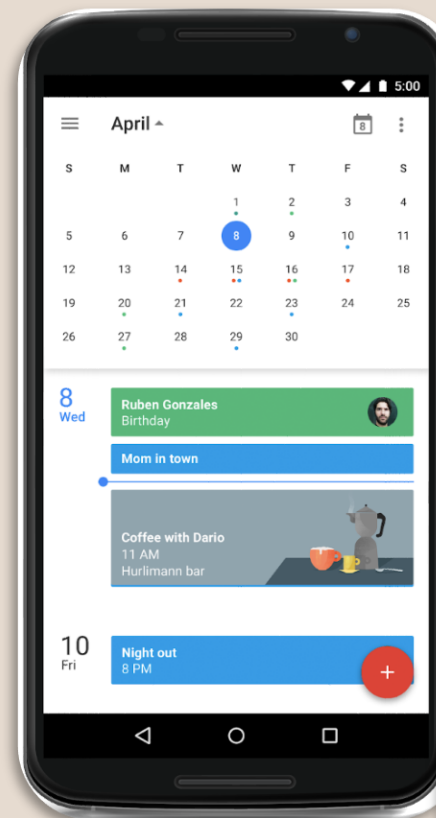 5:00
April
8
S M T W T F S
1 2 3 4
5 6 7 8 9 10 11
12 13 14 15 16 17 18
19 20 21 22 23 24 25
26 27 28 29 30
8
Wed
Ruben Gonzales
Birthday
Mom in town
Coffee with Dario
11 AM
Hurlimann bar
10
Fri
Night out
8 PM
+